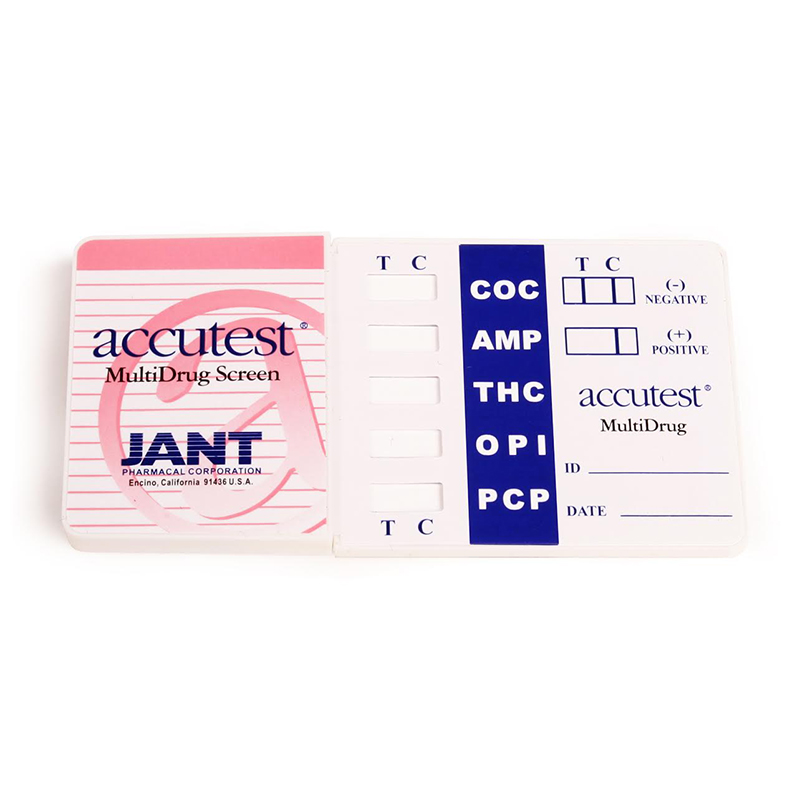 accutest®
MultiDrug Screen
JANT
PHARMACAL CORPORATION
Encino, California 91436 U.S.A.
T C
COC
AMP
THC
OPI
PCP
T C
T C
(-)
NEGATIVE
(+)
POSITIVE
accutest®
MultiDrug
ID
DATE